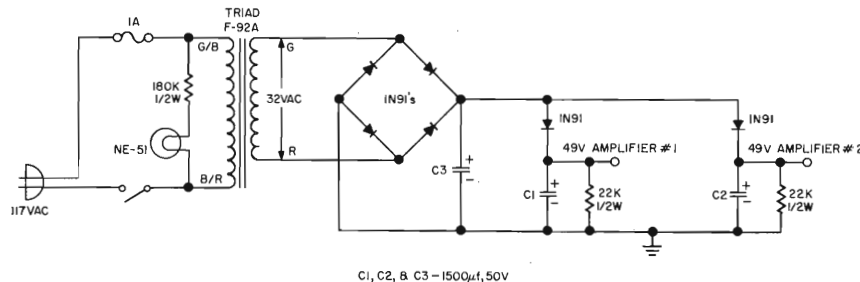 1A
TRIAD
F-92A
G/B
G
180K
1/2W
32VAC
1N91's
NE-51
B/R
R
117VAC
C3
+
−
1N91
49V AMPLIFIER #1
C1
+
−
22K
1/2W
1N91
49V AMPLIFIER #2
C2
+
−
22K
1/2W
C1, C2, & C3 – 1500µf, 50V